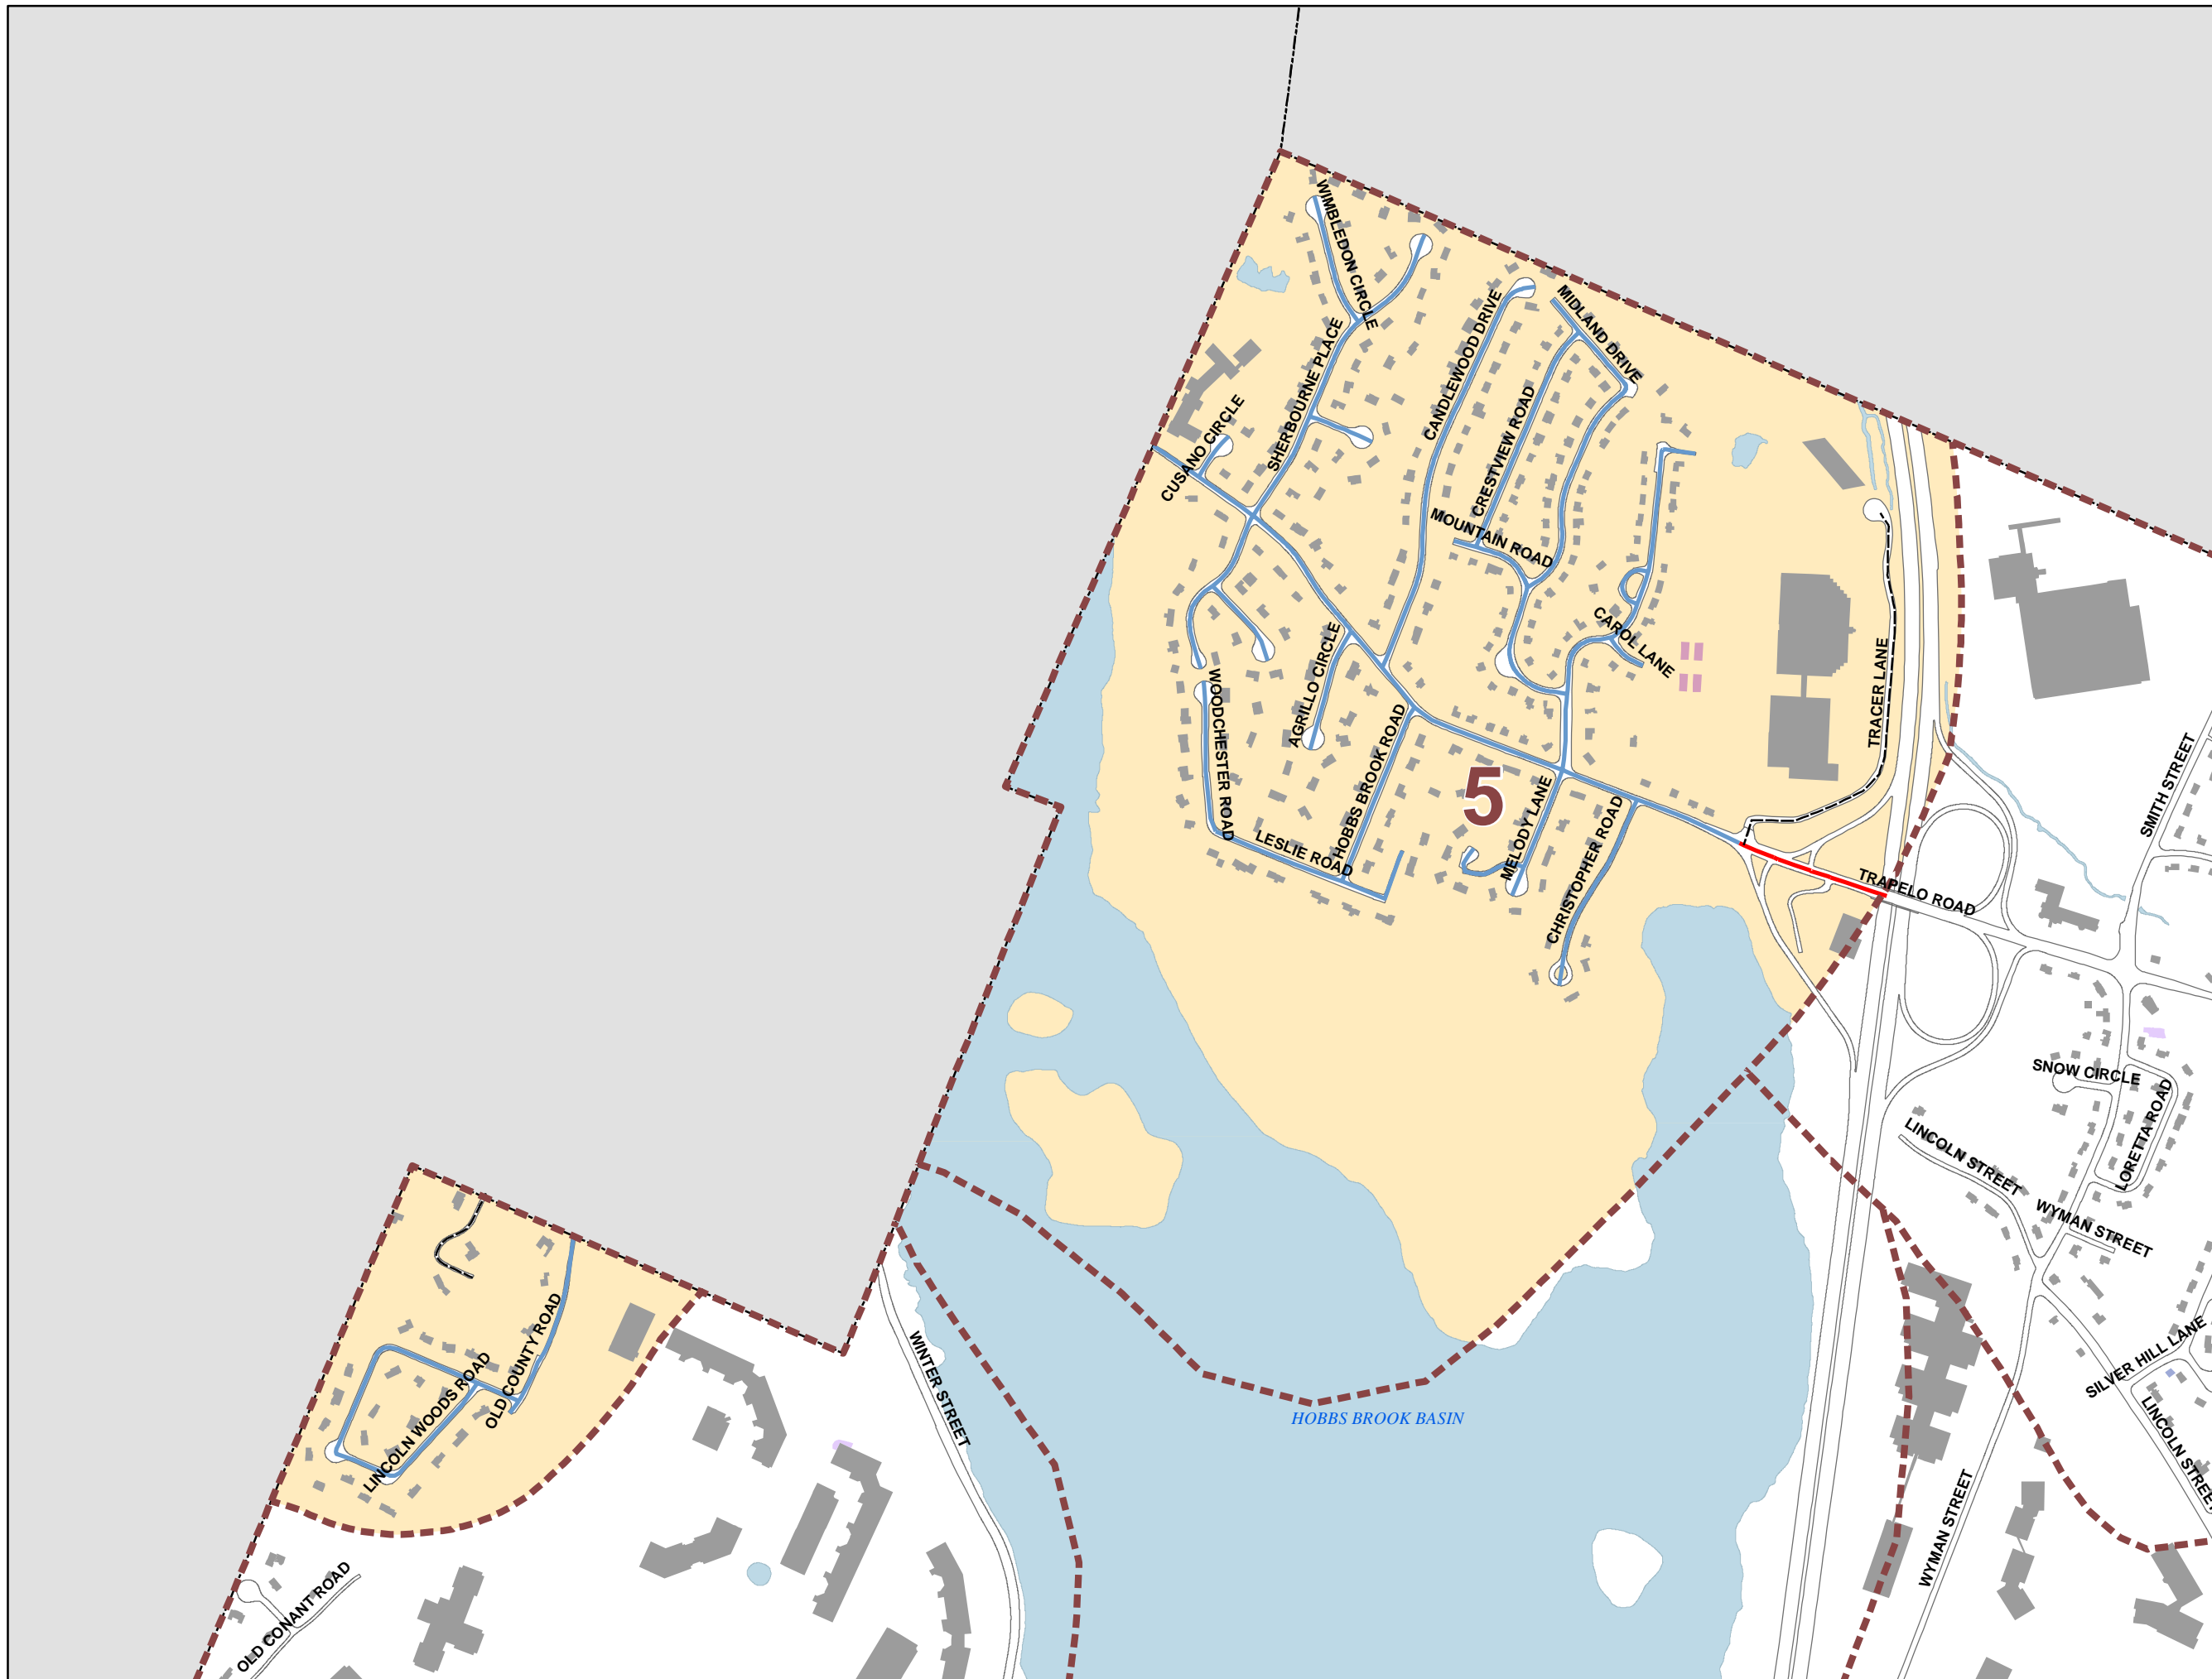 WIMBLEDON CIRCLE
MIDLAND DRIVE
CANDLEWOOD DRIVE
SHERBOURNE PLACE
CRESTVIEW ROAD
CUSANO CIRCLE
MOUNTAIN ROAD
CAROL LANE
AGRILLO CIRCLE
TRACER LANE
WOODCHESTER ROAD
HOBBS BROOK ROAD
SMITH STREET
5
MELODY LANE
CHRISTOPHER ROAD
LESLIE ROAD
TRAPELO ROAD
SNOW CIRCLE
LORETTA ROAD
LINCOLN STREET
WYMAN STREET
OLD COUNTY ROAD
LINCOLN WOODS ROAD
WINTER STREET
SILVER HILL LANE
HOBBS BROOK BASIN
LINCOLN STREET
WYMAN STREET
OLD CONANT ROAD